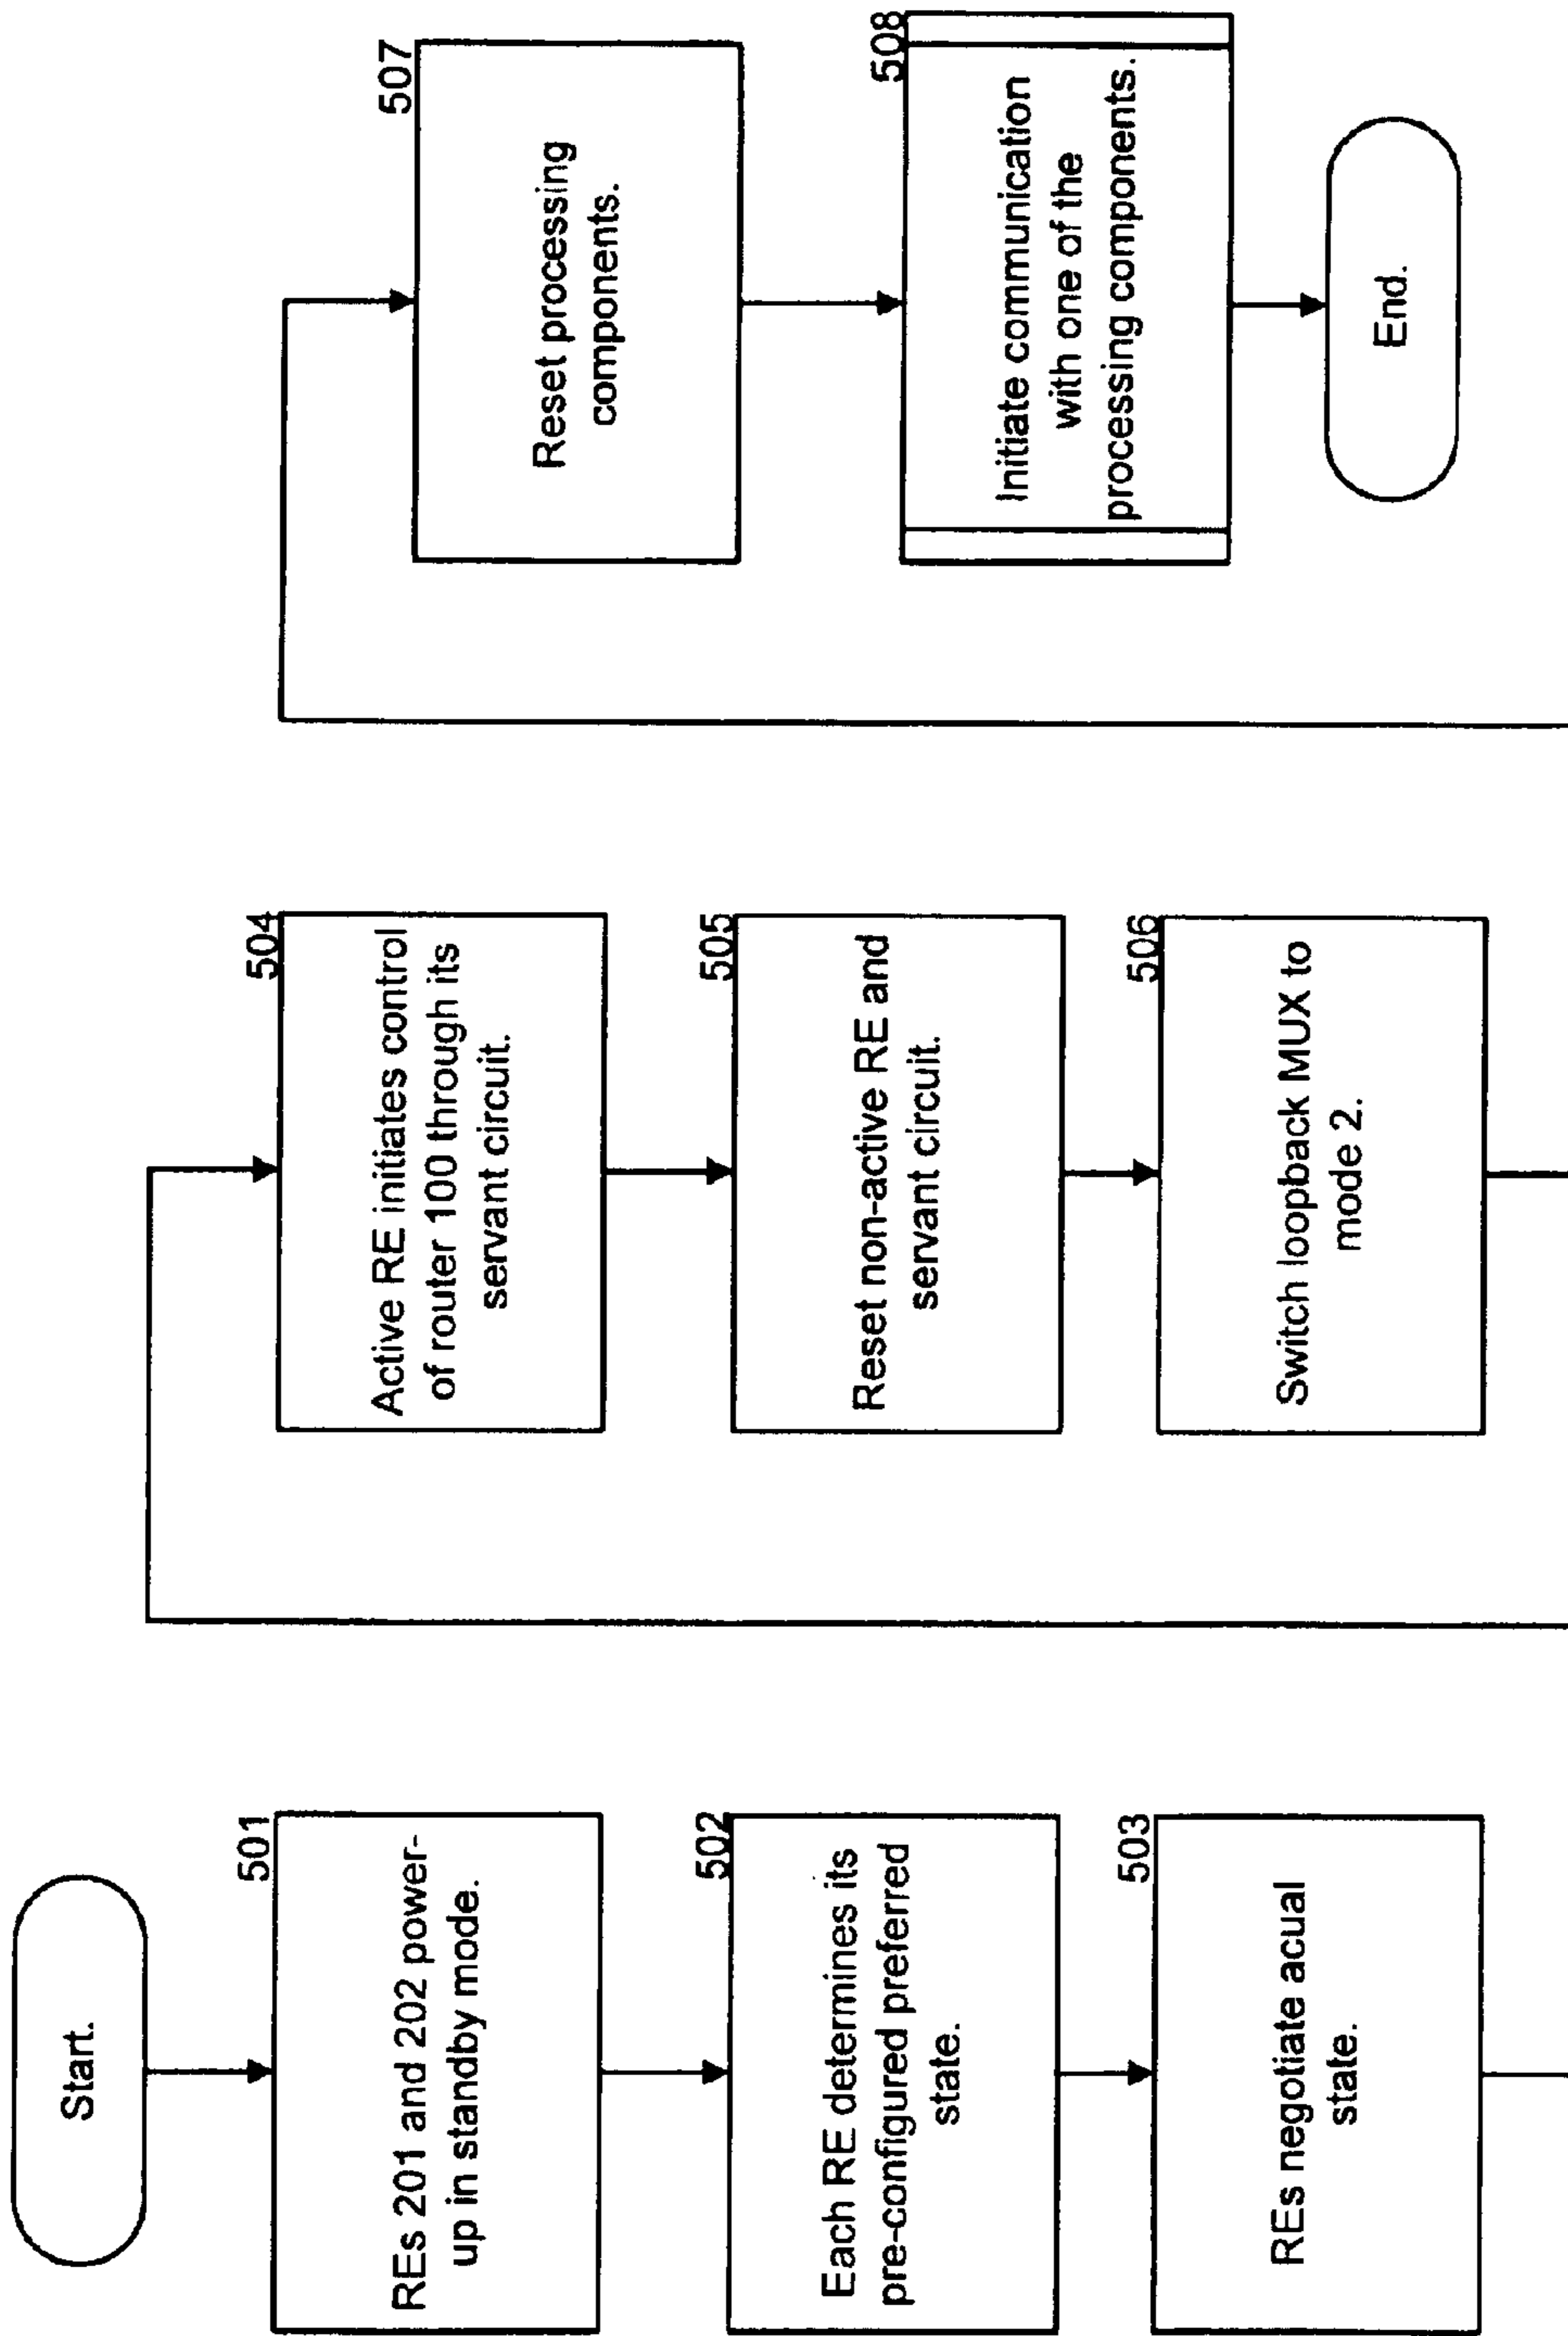 Start.
501
REs 201 and 202 power-
up in standby mode.
502
Each RE determines its
pre-configured preferred
state.
503
REs negotiate acual
state.
504
Active RE initiates control
of router 100 through its
servant circuit.
505
Reset non-active RE and
servant circuit.
506
Switch loopback MUX to
mode 2.
507
Reset processing
components.
508
Initiate communication
with one of the
processing components.
End.